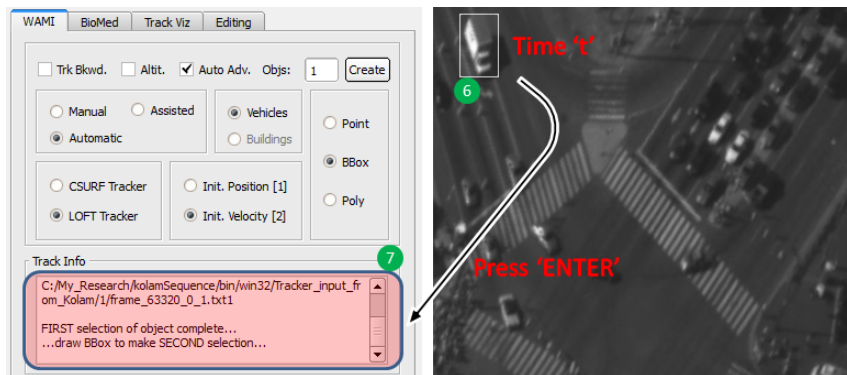 WAMI BioMed Track Viz Editing
Trk Bkwd. Altit. Auto Adv. Objs: 1 Create
Manual Assisted
Automatic
Vehicles
Buildings
Point
BBox
Poly
CSURF Tracker
LOFT Tracker
Init. Position [1]
Init. Velocity [2]
Track Info
7
C:/My_Research/kolamSequence/bin/win32/Tracker_input_fr
om_Kolam/1/frame_63320_0_1.txt1
FIRST selection of object complete...
...draw BBox to make SECOND selection...
Time 't'
6
Press 'ENTER'